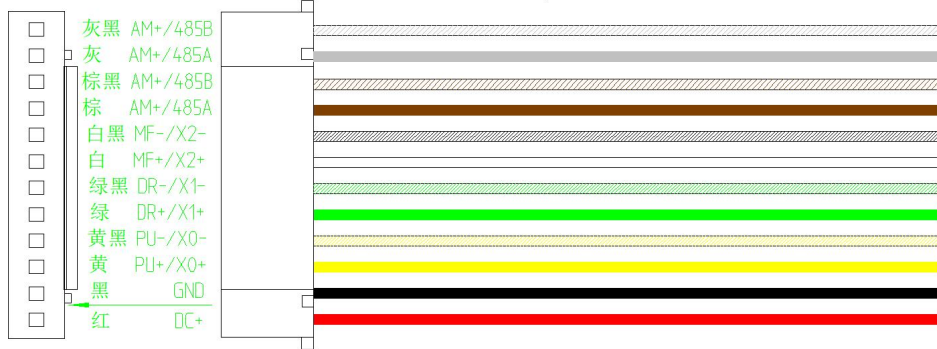 灰黑 AM+/485B
灰 AM+/485A
棕黑 AM+/485B
棕 AM+/485A
白黑 MF-/X2-
白 MF+/X2+
绿黑 DR-/X1-
绿 DR+/X1+
黄黑 PU-/X0-
黄 PU+/X0+
黑 GND
红 DC+